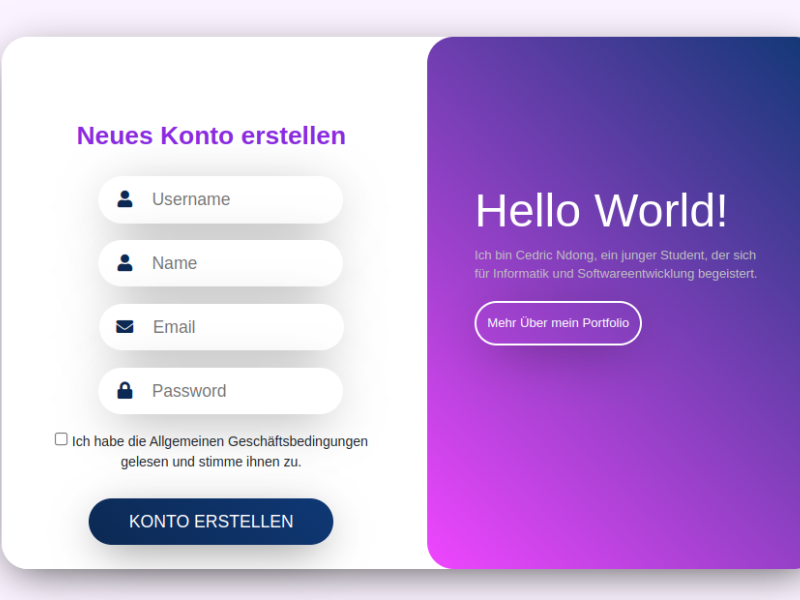 Neues Konto erstellen
Username
Name
Email
Password
Ich habe die Allgemeinen Geschäftsbedingungen
gelesen und stimme ihnen zu.
KONTO ERSTELLEN
Hello World!
Ich bin Cedric Ndong, ein junger Student, der sich
für Informatik und Softwareentwicklung begeistert.
Mehr Über mein Portfolio